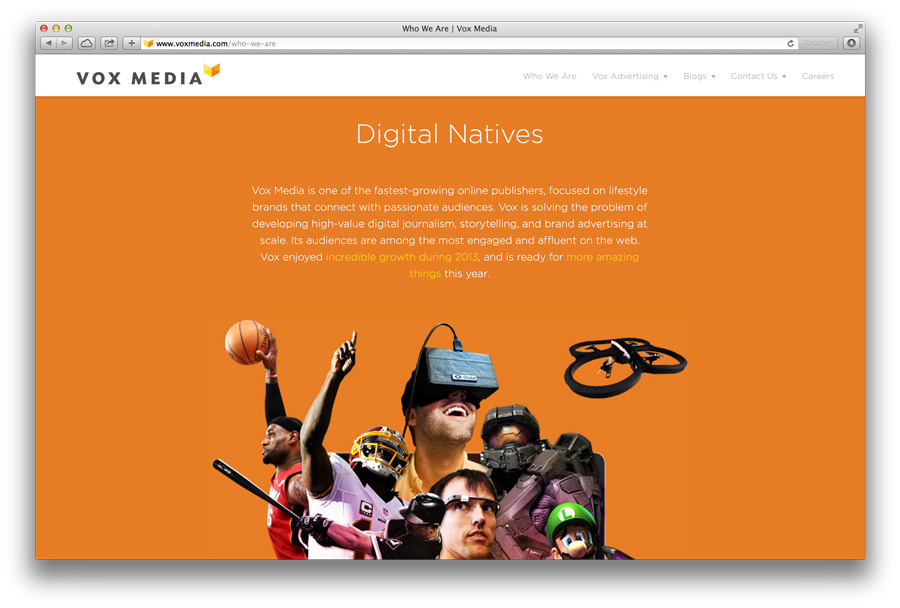 Who We Are | Vox Media
www.voxmedia.com/who-we-are
Reader
VOX MEDIA
Who We Are Vox Advertising Blogs Contact Us Careers
Digital Natives
Vox Media is one of the fastest-growing online publishers, focused on lifestyle
brands that connect with passionate audiences. Vox is solving the problem of
developing high-value digital journalism, storytelling, and brand advertising at
scale. Its audiences are among the most engaged and affluent on the web.
Vox enjoyed incredible growth during 2013, and is ready for more amazing
things this year.
L